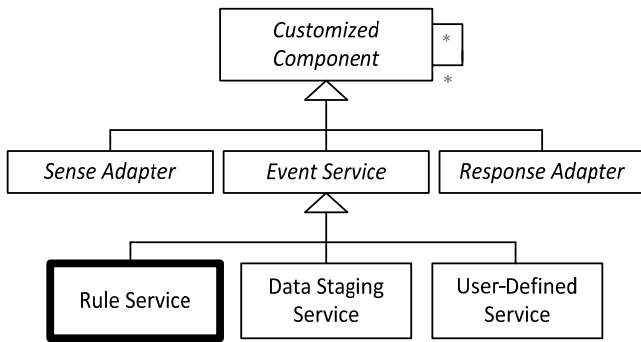 Customized
Component
*
*
Sense Adapter
Event Service
Response Adapter
Rule Service
Data Staging
Service
User-Defined
Service